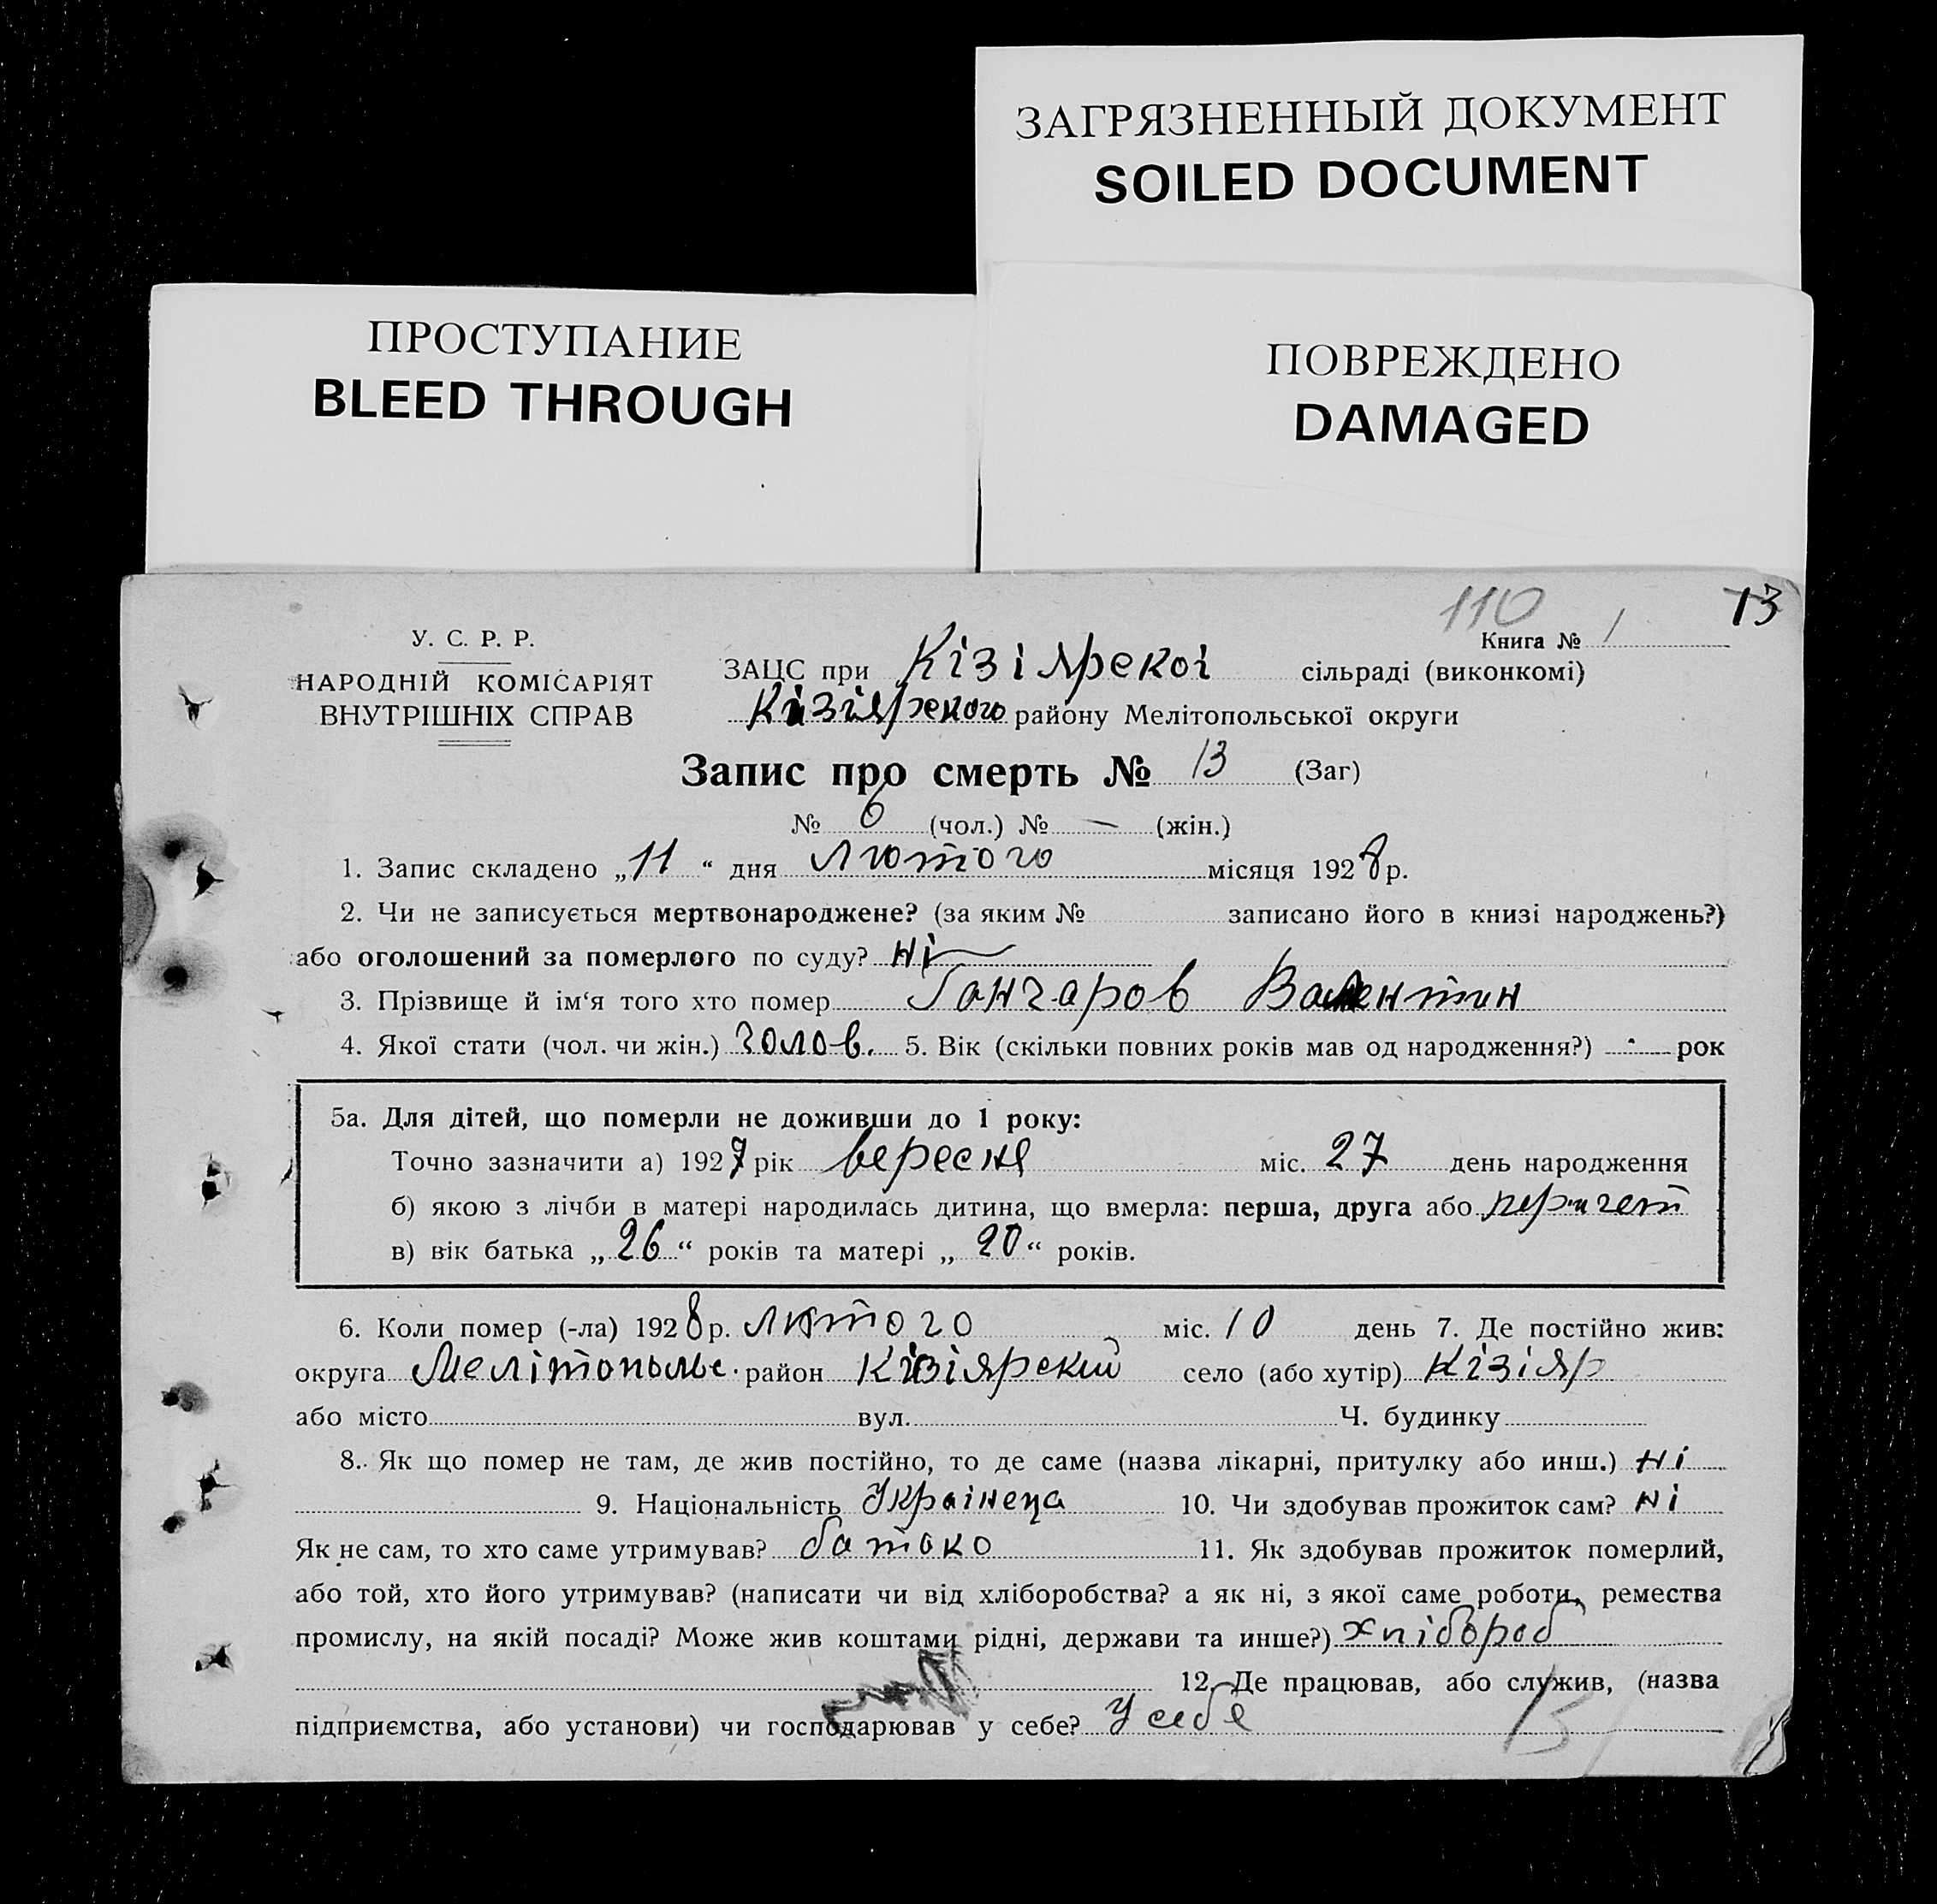 ЗАГРЯЗНЕННЫЙ ДОКУМЕНТ
SOILED DOCUMENT
ПРОСТУПАНИЕ
BLEED THROUGH
ПОВРЕЖДЕНО
DAMAGED
110 13
У. С. Р. Р.
НАРОДНІЙ КОМІСАРІЯТ
ВНУТРІШНІХ СПРАВ
Книга № 1
ЗАЦС при Кізіярскоі сільраді (виконкомі)
Кізіярского району Мелітопольської округи
Запис про смерть № 13 (Заг)
№ 6 (чол.) № — (жін.)
1. Запис складено „11“ дня лютого місяця 1928 р.
2. Чи не записується мертвонароджене? (за яким № записано його в книзі народжень?)
або оголошений за померлого по суду? ні
3. Прізвище й ім‘я того хто помер Гончаров Валентин
4. Якої стати (чол. чи жін.) чолов. 5. Вік (скільки повних років мав од народження?) рок
5а. Для дітей, що померли не доживши до 1 року:
Точно зазначити а) 1927 рік вересня міс. 27 день народження
б) якою з лічби в матері народилась дитина, що вмерла: перша, друга або
в) вік батька „26“ років та матері „20“ років.
6. Коли помер (-ла) 1928 р. лютого міс. 10 день 7. Де постійно жив:
округа Мелітопольс. район Кізіярский село (або хутір) Кізіяр
або місто вул. Ч. будинку
8. Як що помер не там, де жив постійно, то де саме (назва лікарні, притулку або инш.) ні
9. Національність Украінець 10. Чи здобував прожиток сам? ні
Як не сам, то хто саме утримував? батько 11. Як здобував прожиток померлий,
або той, хто його утримував? (написати чи від хліборобства? а як ні, з якої саме роботи, ремества
промислу, на якій посаді? Може жив коштами рідні, держави та инше?) хлібороб
12. Де працював, або служив, (назва
підприємства, або установи) чи господарював у себе? У себе